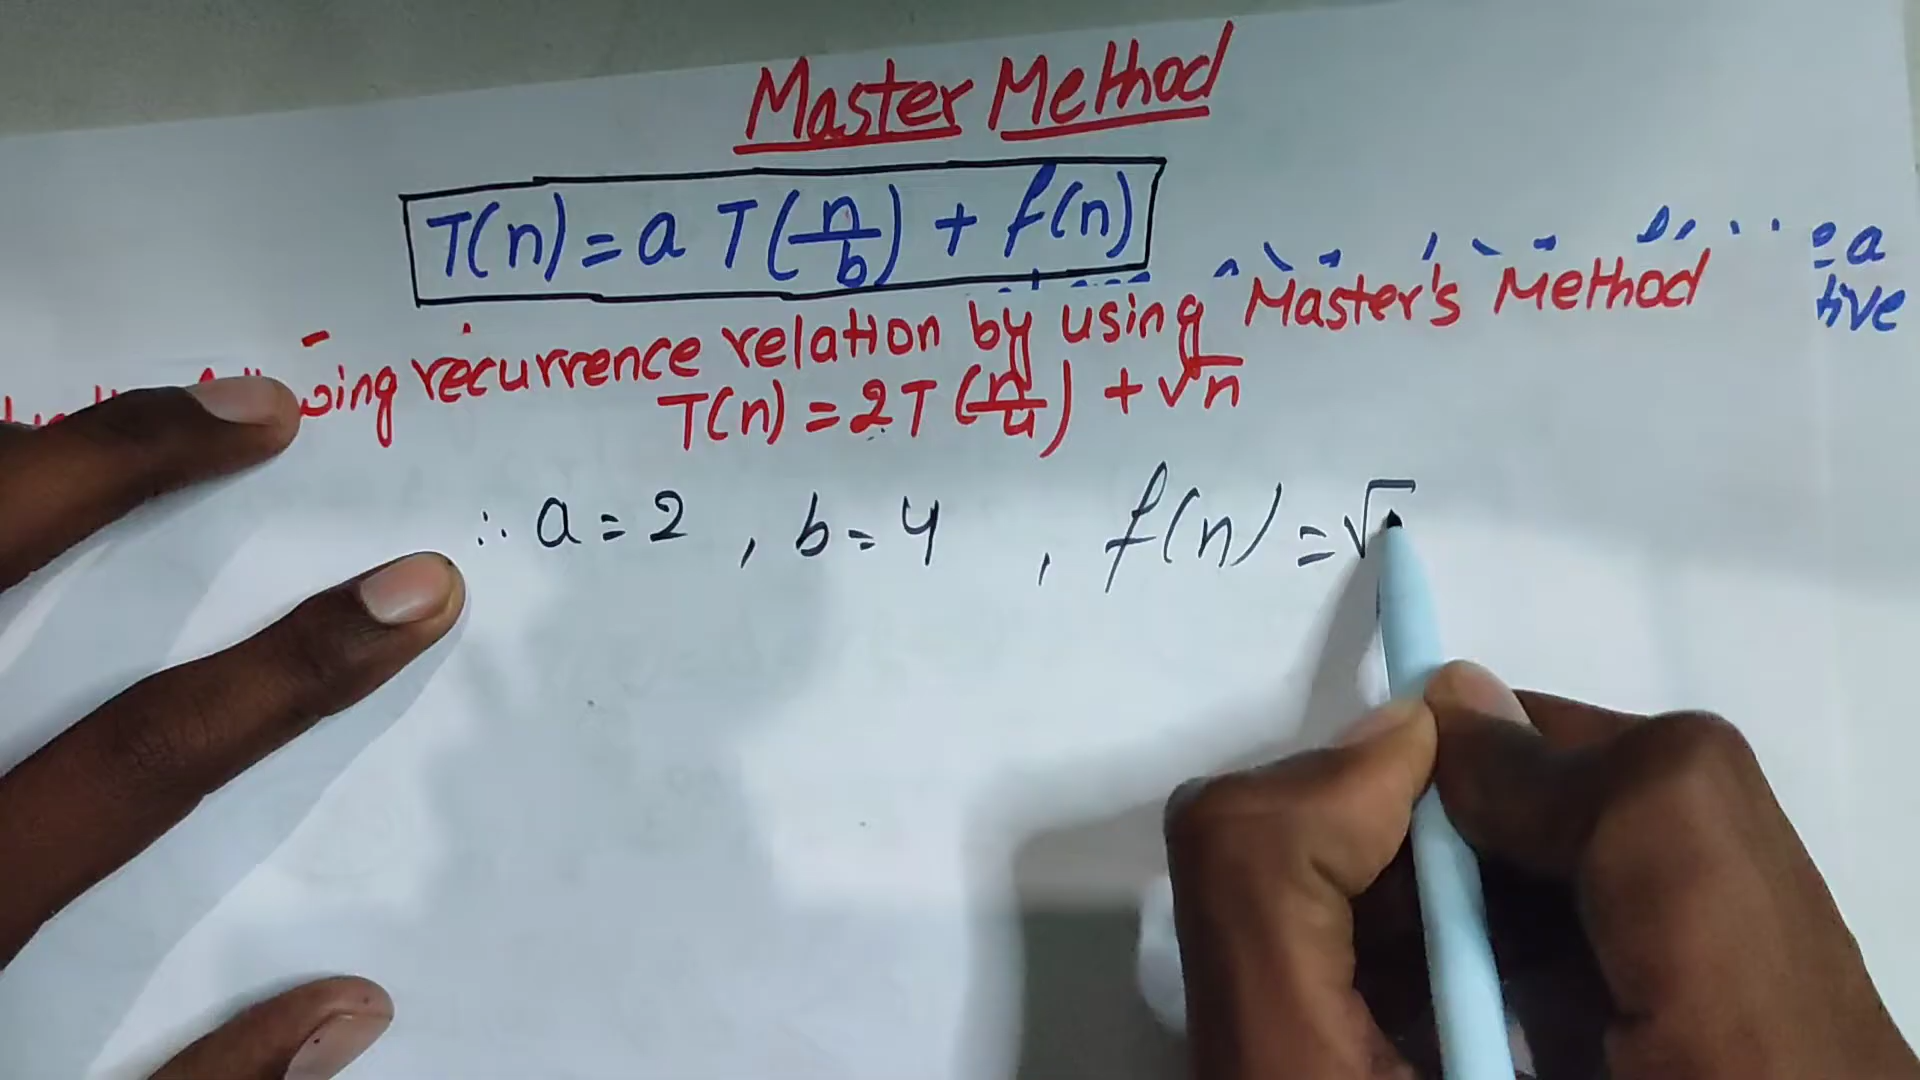 Master Method
T(n) = a T(n/b) + f(n)
= a
tive
recurrence relation by using Master's Method
T(n) = 2T(n/4) + √n
∴ a = 2 , b = 4 , f(n) = √